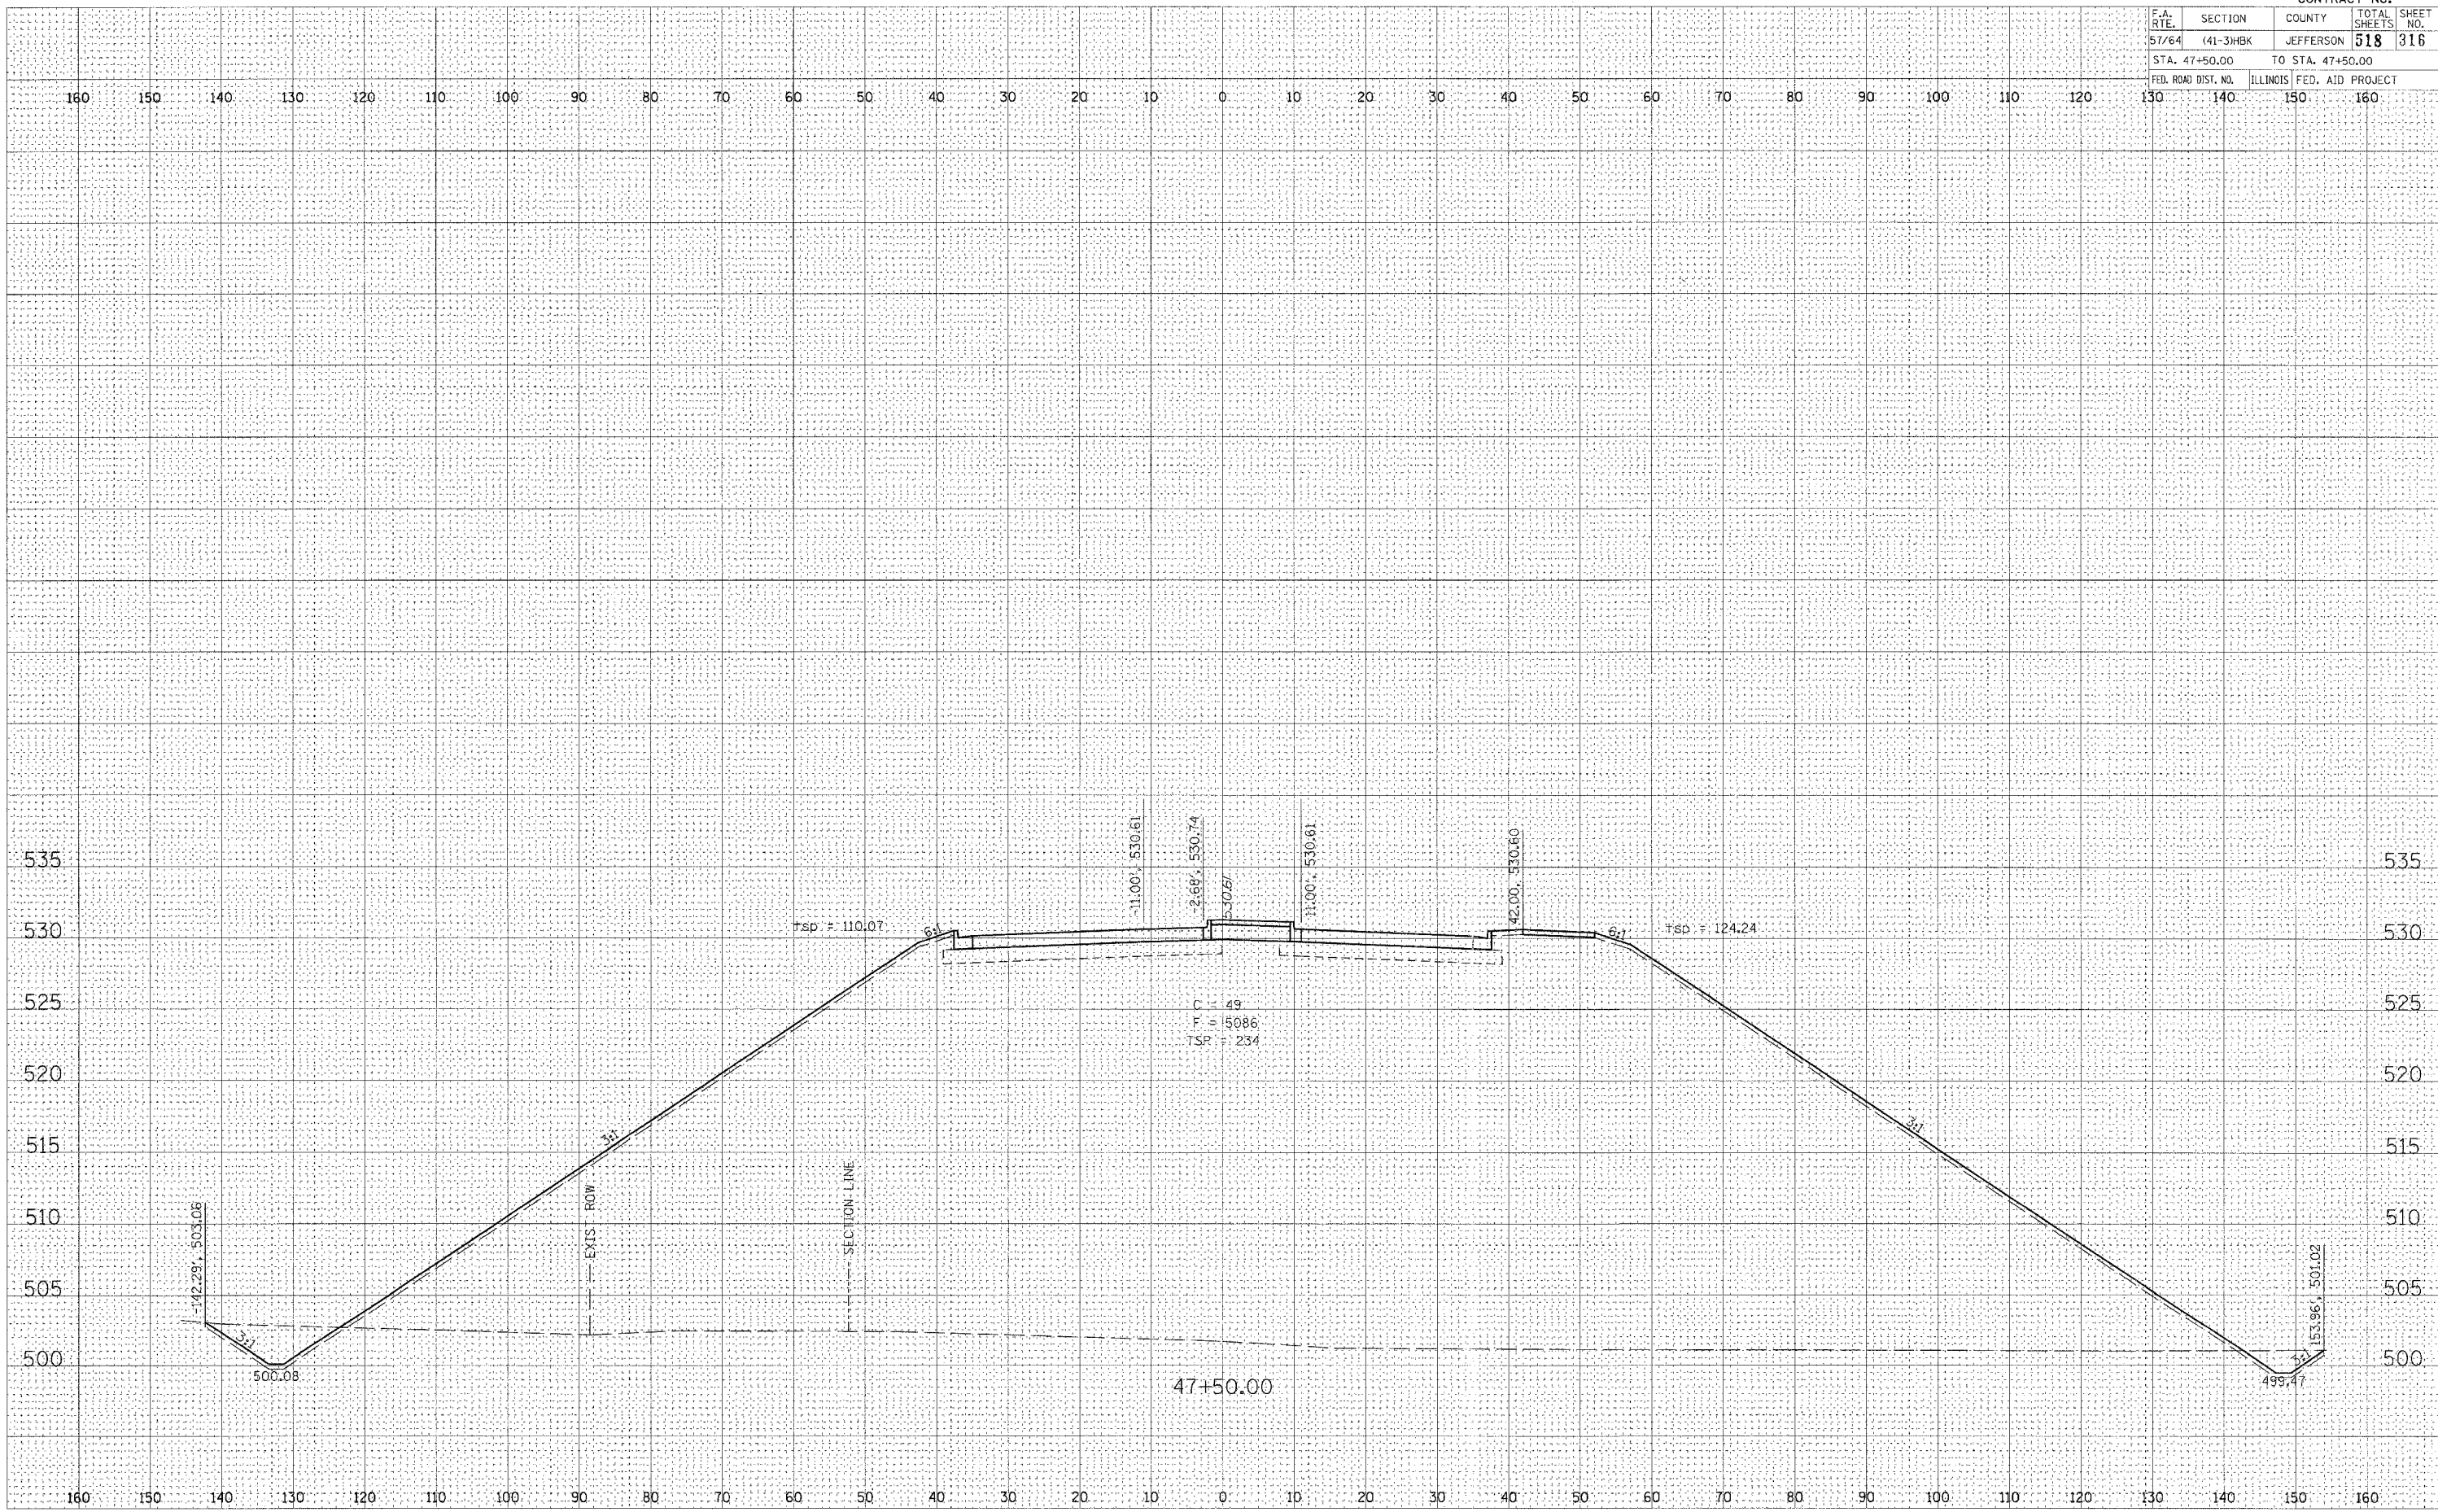 CONTRACT NO.
F.A. RTE. SECTION COUNTY TOTAL SHEETS SHEET NO.
57/64 (41-3)HBK JEFFERSON 518 316
STA. 47+50.00 TO STA. 47+50.00
FED. ROAD DIST. NO. ILLINOIS FED. AID PROJECT
160 150 140 130 120 110 100 90 80 70 60 50 40 30 20 10 0 10 20 30 40 50 60 70 80 90 100 110 120 130 140 150 160
-11.00', 530.61
-2.68', 530.74
530.61
11.00', 530.61
42.00, 530.60
535 535
530 tsp = 110.07 6:1 6:1 tsp = 124.24 530
525 C = 49 525
F = 5086
TSP = 234
520 520
515 3:1 3:1 515
EXIS ROW
SECTION LINE
510 510
-142.29', 503.06
153.96', 501.02
505 505
3:1 3:1
500 500
500.08 499.47
47+50.00
160 150 140 130 120 110 100 90 80 70 60 50 40 30 20 10 0 10 20 30 40 50 60 70 80 90 100 110 120 130 140 150 160